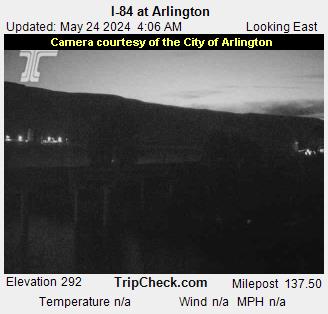 I-84 at Arlington
Updated: May 24 2024 4:06 AM Looking East
Camera courtesy of the City of Arlington
Elevation 292 TripCheck.com Milepost 137.50
Temperature n/a Wind n/a MPH n/a